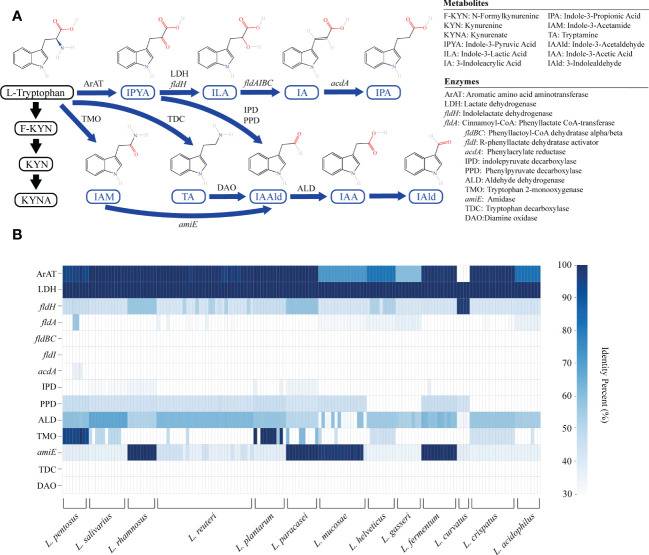 A
Metabolites
F-KYN: N-Formylkynurenine IPA: Indole-3-Propionic Acid
KYN: Kynurenine IAM: Indole-3-Acetamide
KYNA: Kynurenate TA: Tryptamine
IPYA: Indole-3-Pyruvic Acid IAAld: Indole-3-Acetaldehyde
ILA: Indole-3-Lactic Acid IAA: Indole-3-Acetic Acid
IA: 3-Indoleacrylic Acid IAld: 3-Indolealdehyde
Enzymes
ArAT: Aromatic amino aminotransferase
LDH: Lactate dehydrogenase
fldH: Indolelactate dehydrogenase
fldA: Cinnamoyl-CoA: Phenyllactate CoA-transferase
fldBC: Phenyllactoyl-CoA dehydratase alpha/beta
fldI: R-phenyllactate dehydratase activator
acdA: Phenylacrylate reductase
IPD: indolepyruvate decarboxylase
PPD: Phenylpyruvate decarboxylase
ALD: Aldehyde dehydrogenase
TMO: Tryptophan 2-monooxygenase
amiE: Amidase
TDC: Tryptophan decarboxylase
DAO:Diamine oxidase
L-Tryptophan ArAT IPYA LDH fldH ILA fldAIBC IA acdA IPA
F-KYN
KYN
KYNA
TMO TDC IPD PPD
IAM TA DAO IAAld ALD IAA IAld
amiE
B
ArAT
LDH
fldH
fldA
fldBC
fldI
acdA
IPD
PPD
ALD
TMO
amiE
TDC
DAO
100
90
80
70
60
50
40
30
Identity Percent (%)
L. pentosus
L. salivarius
L. rhamnosus
L. reuteri
L. plantarum
L. paracasei
L. mucosae
L. helveticus
L. gasseri
L. fermentum
L. curvatus
L. crispatus
L. acidophilus